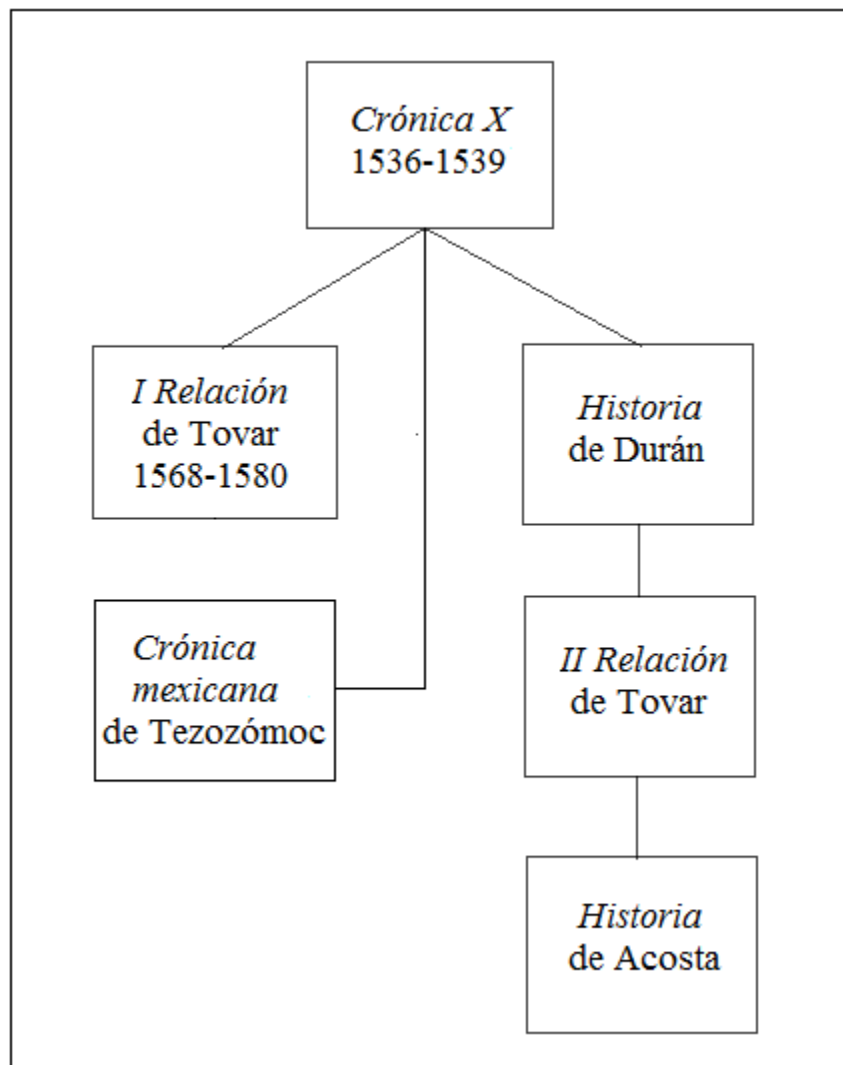 Crónica X
1536-1539
I Relación
de Tovar
1568-1580
Historia
de Durán
Crónica
mexicana
de Tezozómoc
II Relación
de Tovar
Historia
de Acosta